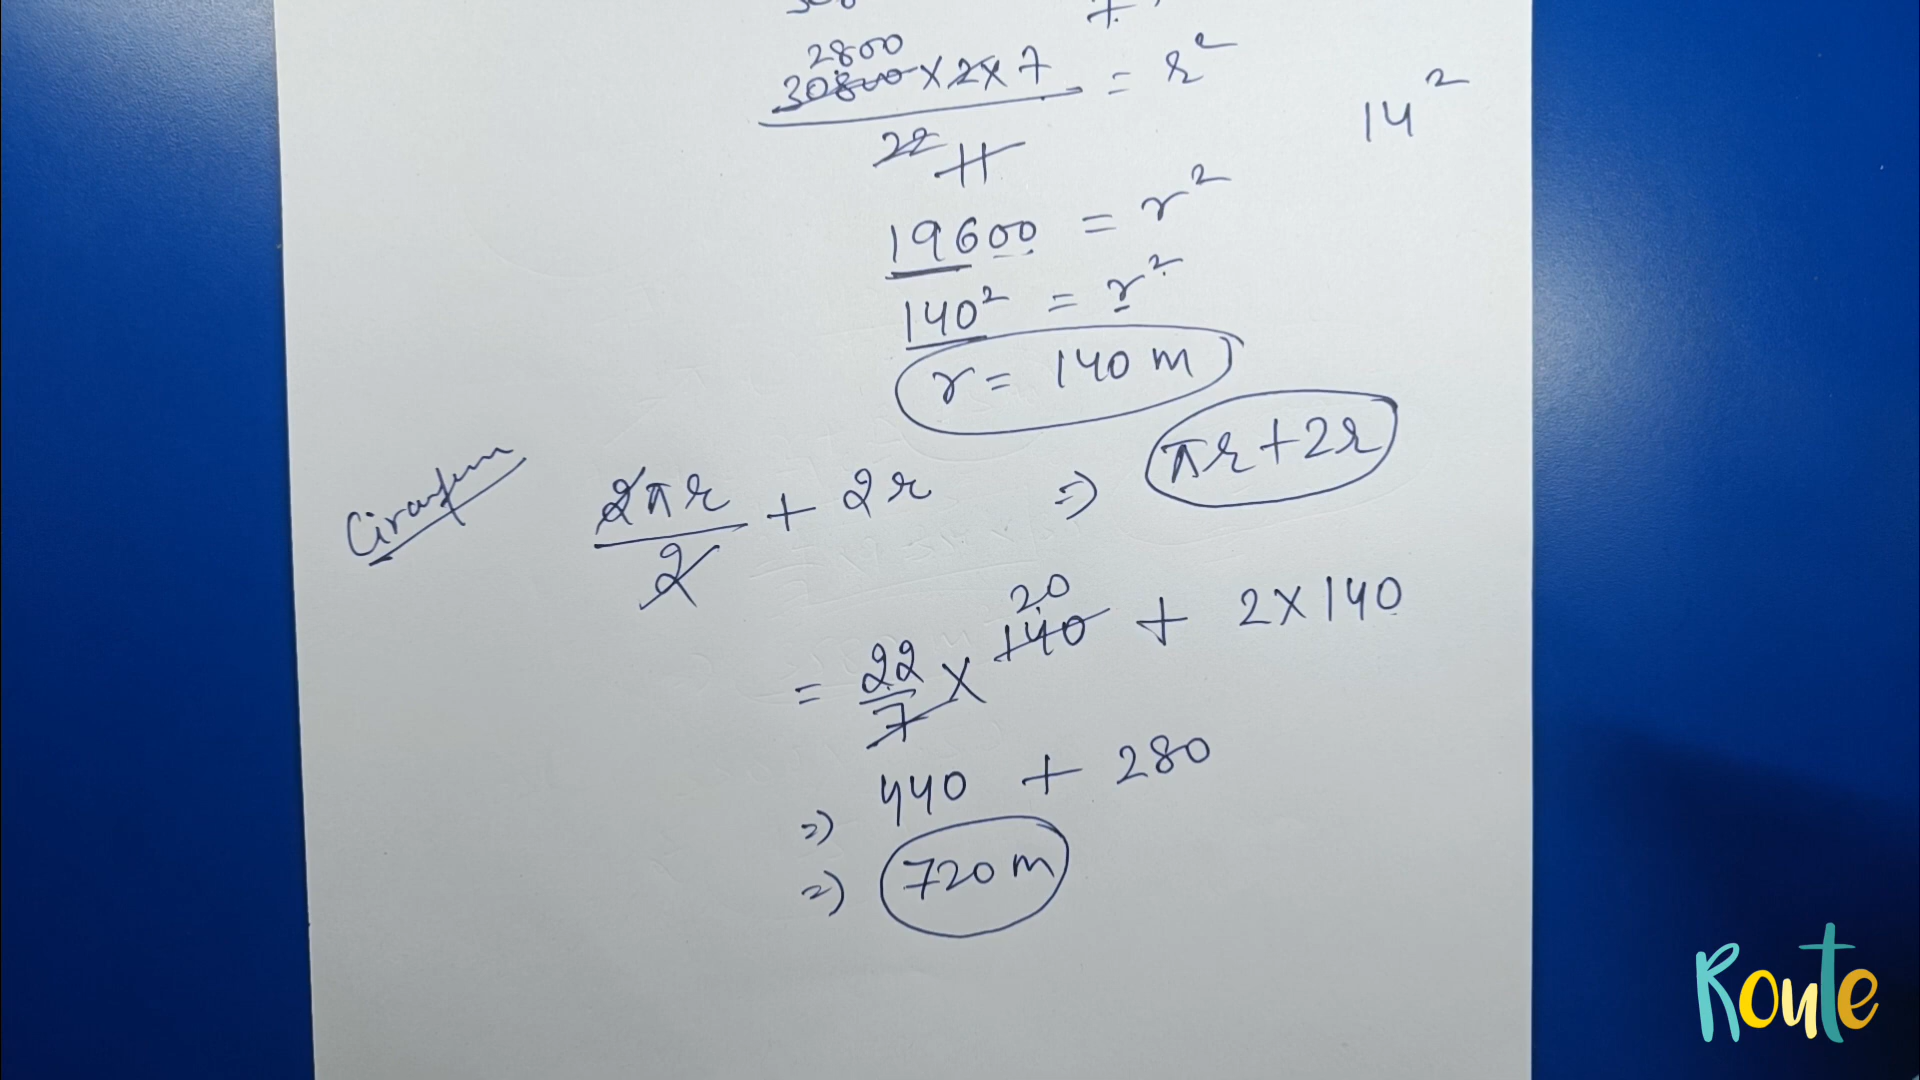 2800
30800 × 2 × 7 = r²
22 11
14²
19600 = r²
140² = r²
r = 140 m
2πr/2 + 2r ⇒ πr + 2r
20
= 22/7 × 140 + 2 × 140
⇒ 440 + 280
⇒ 720 m
Route